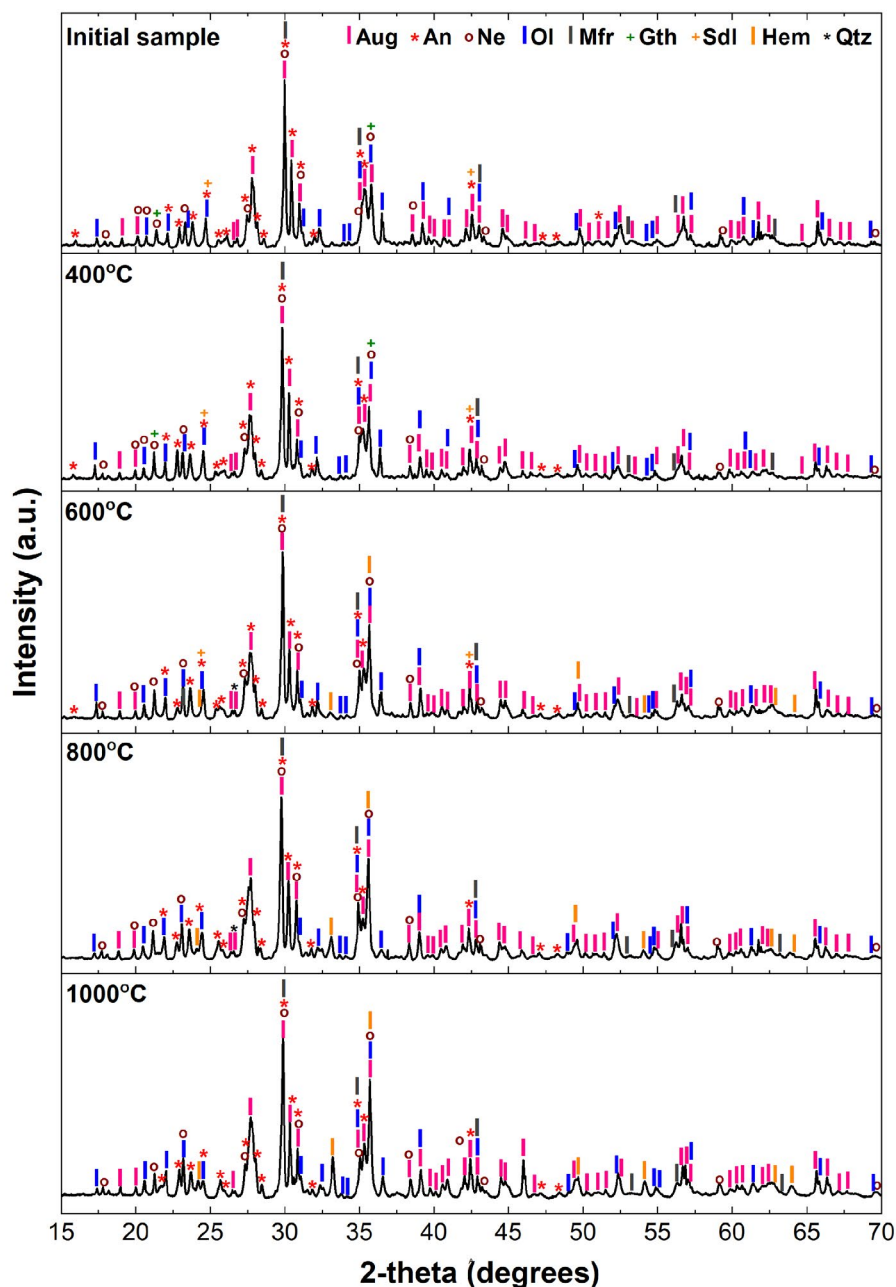 Initial sample
Aug * An o Ne Ol Mfr + Gth + Sdl Hem * Qtz
400°C
600°C
800°C
1000°C
Intensity (a.u.)
15 20 25 30 35 40 45 50 55 60 65 70
2-theta (degrees)